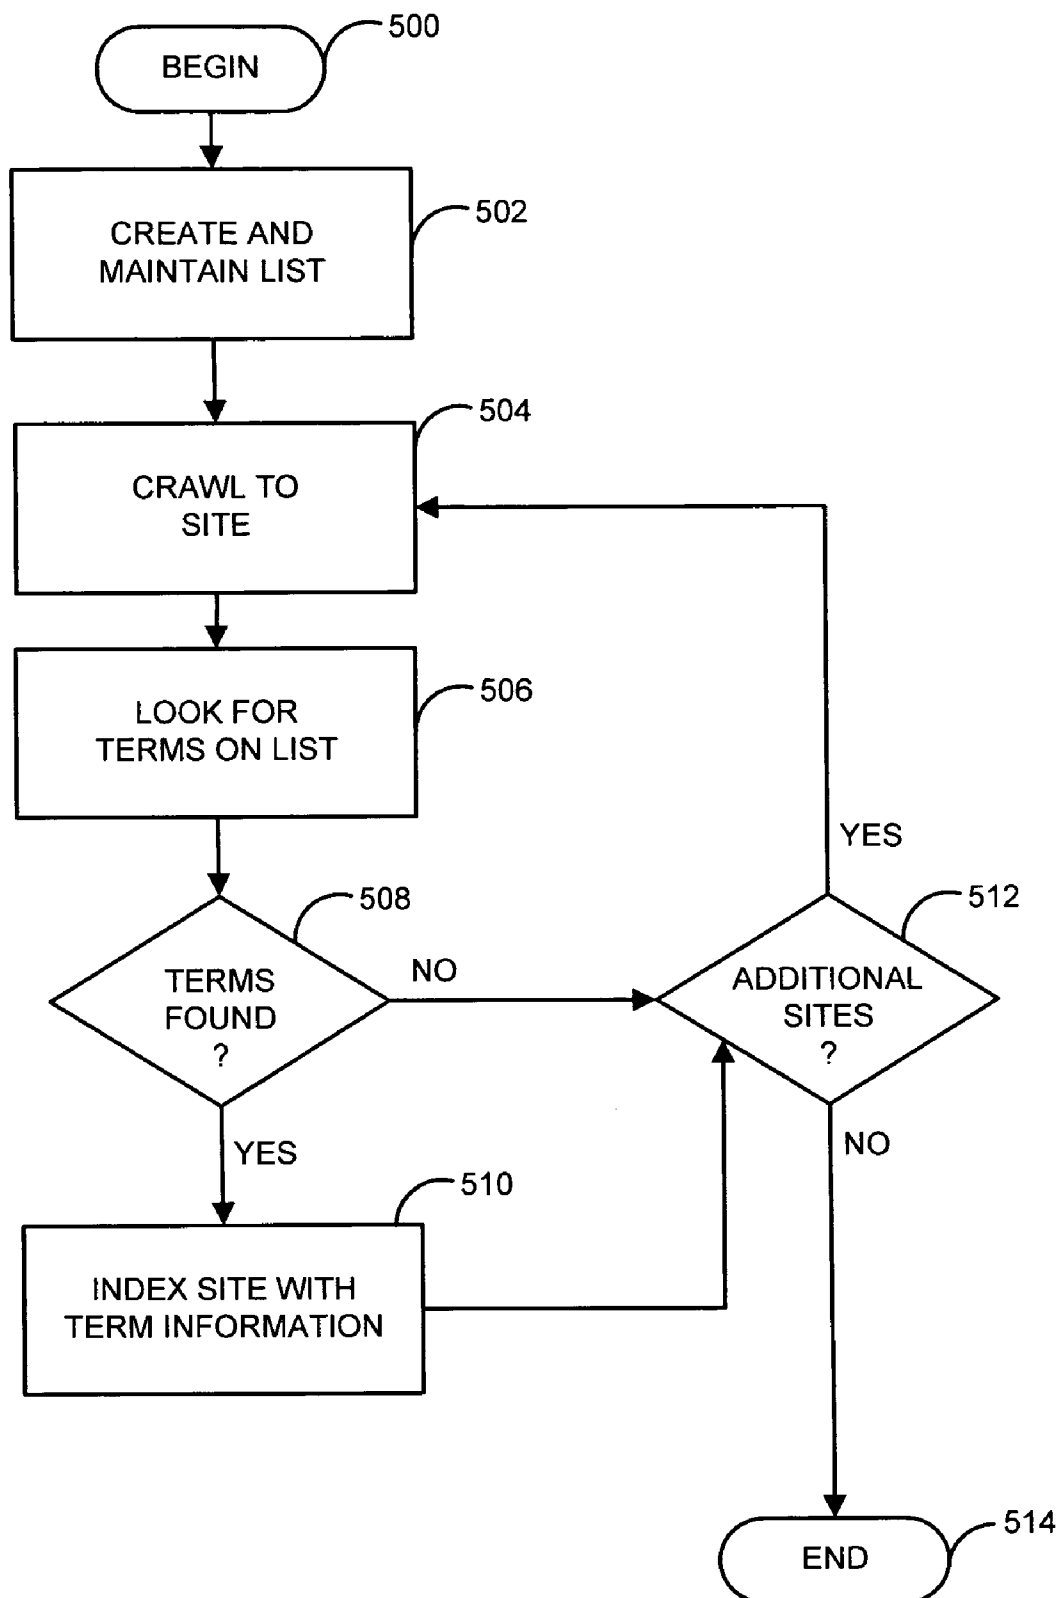 500
BEGIN
502
CREATE AND
MAINTAIN LIST
504
CRAWL TO
SITE
506
LOOK FOR
TERMS ON LIST
YES
508
512
TERMS
FOUND
?
NO
ADDITIONAL
SITES
?
YES
NO
510
INDEX SITE WITH
TERM INFORMATION
514
END